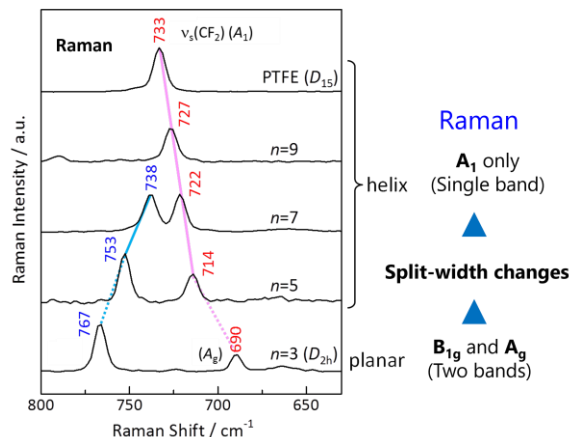 Raman
733
νs(CF2) (A1)
PTFE (D15)
727
n=9
738
722
n=7
753
714
n=5
767
(Ag)
690
n=3 (D2h)
800
750
700
650
Raman Shift / cm-1
Raman Intensity / a.u.
helix
planar
Raman
A1 only
(Single band)
Split-width changes
B1g and Ag
(Two bands)